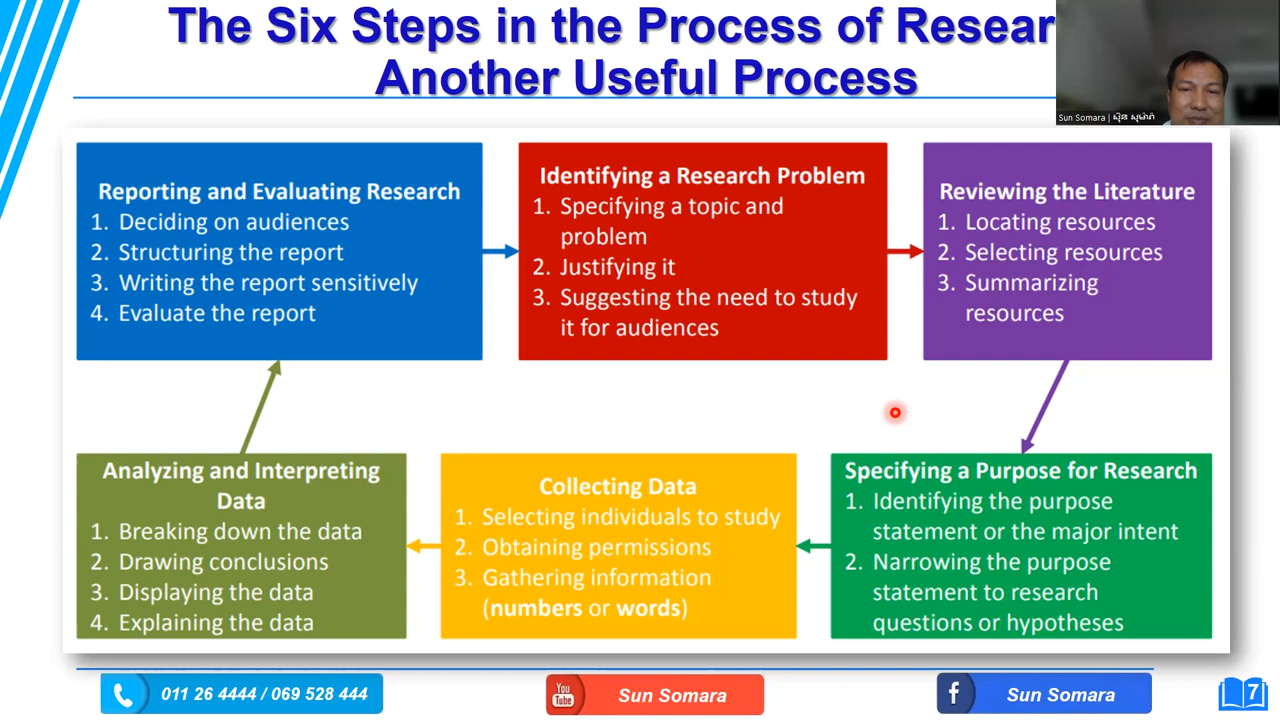 The Six Steps in the Process of Resear
Another Useful Process
Sun Somara | ស៊ុន សុម៉ារ៉ា
Reporting and Evaluating Research
1. Deciding on audiences
2. Structuring the report
3. Writing the report sensitively
4. Evaluate the report
Identifying a Research Problem
1. Specifying a topic and
problem
2. Justifying it
3. Suggesting the need to study
it for audiences
Reviewing the Literature
1. Locating resources
2. Selecting resources
3. Summarizing
resources
Specifying a Purpose for Research
1. Identifying the purpose
statement or the major intent
2. Narrowing the purpose
statement to research
questions or hypotheses
Collecting Data
1. Selecting individuals to study
2. Obtaining permissions
3. Gathering information
(numbers or words)
Analyzing and Interpreting
Data
1. Breaking down the data
2. Drawing conclusions
3. Displaying the data
4. Explaining the data
011 26 4444 / 069 528 444
You
Tube
Sun Somara
f
Sun Somara
7